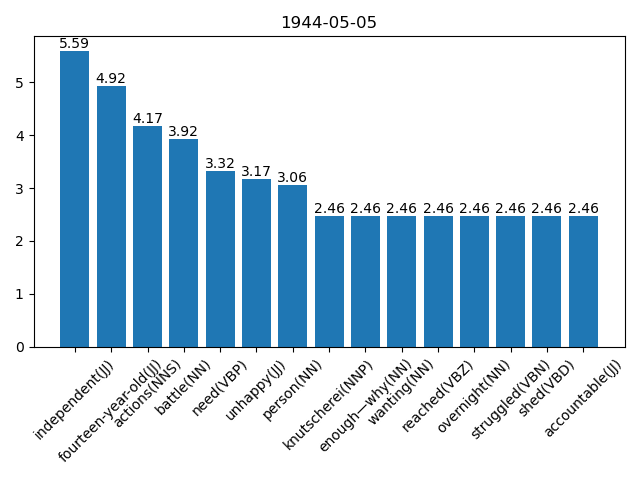 1944-05-05
5.59
4.92
4.17
3.92
3.32
3.17
3.06
2.46 2.46 2.46 2.46 2.46 2.46 2.46 2.46
5
4
3
2
1
0
independent(JJ)
fourteen-year-old(JJ)
actions(NNS)
battle(NN)
need(VBP)
unhappy(JJ)
person(NN)
knutscherei(NNP)
enough—why(NN)
wanting(NN)
reached(VBZ)
overnight(NN)
struggled(VBN)
shed(VBD)
accountable(JJ)